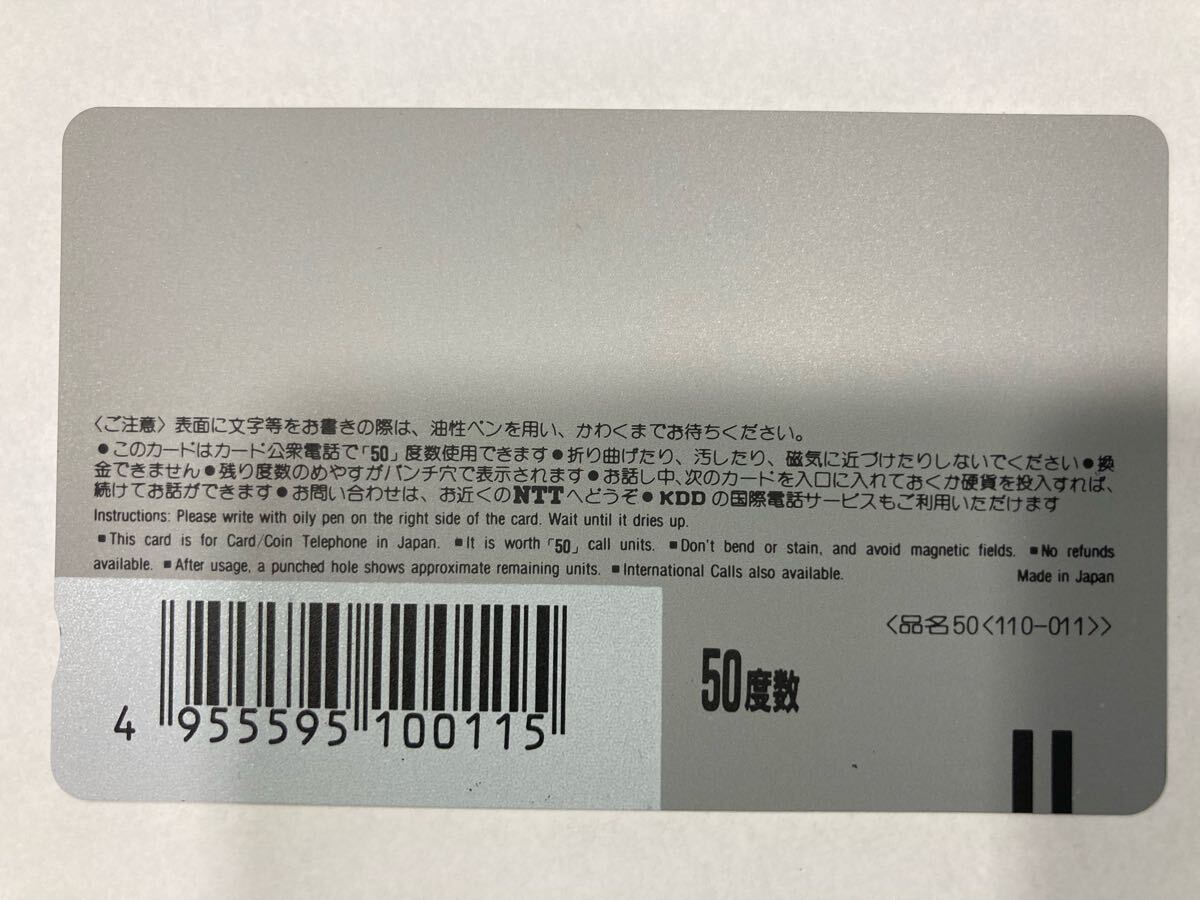 〈ご注意〉表面に文字等をお書きの際は、油性ペンを用い、かわくまでお待ちください。
●このカードはカード公衆電話で「50」度数使用できます●折り曲げたり、汚したり、磁気に近づけたりしないでください●換
金できません●残り度数のめやすがパンチ穴で表示されます●お話し中、次のカードを入口に入れておくか硬貨を投入すれば、
続けてお話ができます●お問い合わせは、お近くのNTTへどうぞ●KDDの国際電話サービスもご利用いただけます
Instructions: Please write with oily pen on the right side of the card. Wait until it dries up.
■This card is for Card/Coin Telephone in Japan. ■It is worth「50」call units. ■Don't bend or stain, and avoid magnetic fields. ■No refunds
available. ■After usage, a punched hole shows approximate remaining units. ■International Calls also available. Made in Japan
〈品名50〈110-011〉〉
50度数
4 955595 100115